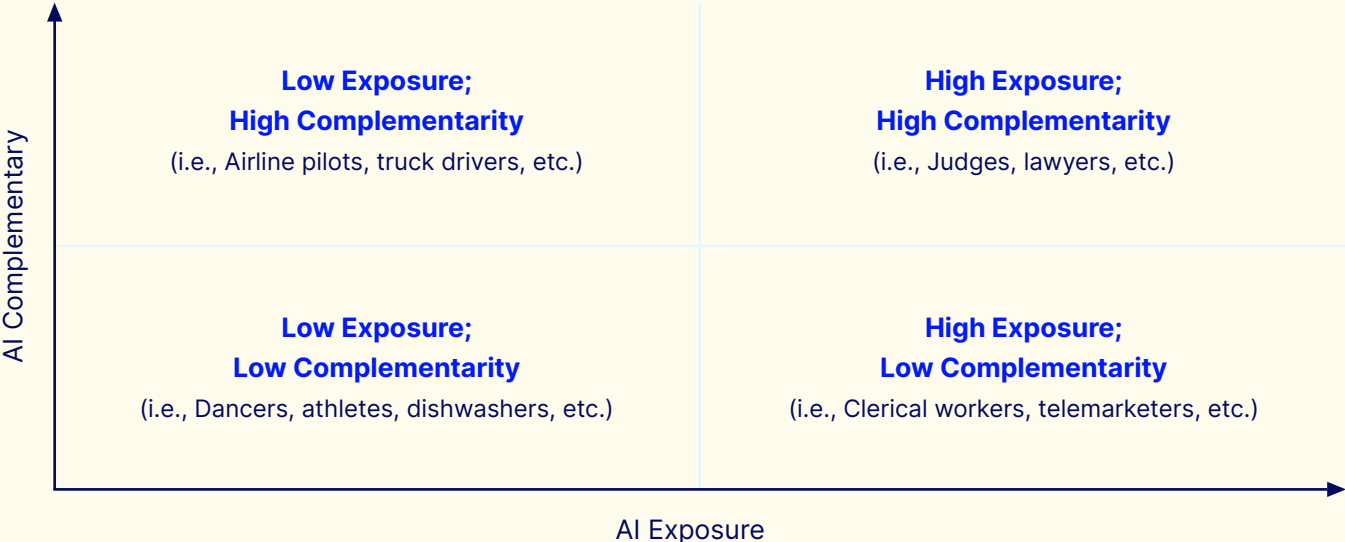 Low Exposure;
High Complementarity
(i.e., Airline pilots, truck drivers, etc.)
High Exposure;
High Complementarity
(i.e., Judges, lawyers, etc.)
AI Complementary
Low Exposure;
Low Complementarity
(i.e., Dancers, athletes, dishwashers, etc.)
High Exposure;
Low Complementarity
(i.e., Clerical workers, telemarketers, etc.)
AI Exposure